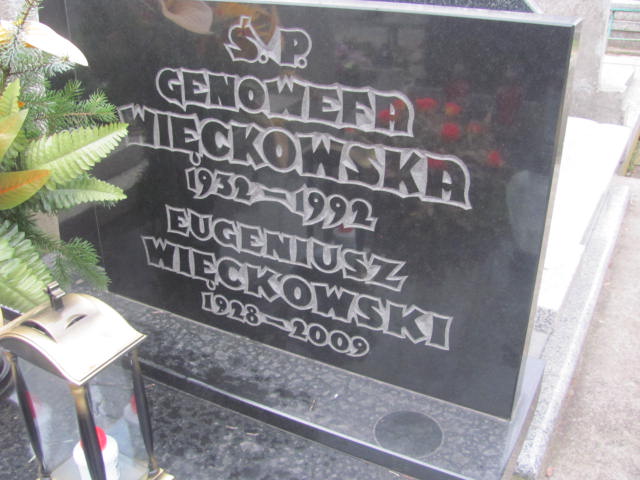 Ś.P.
GENOWEFA
WIĘCKOWSKA
1932—1992
EUGENIUSZ
WIĘCKOWSKI
1928—2009